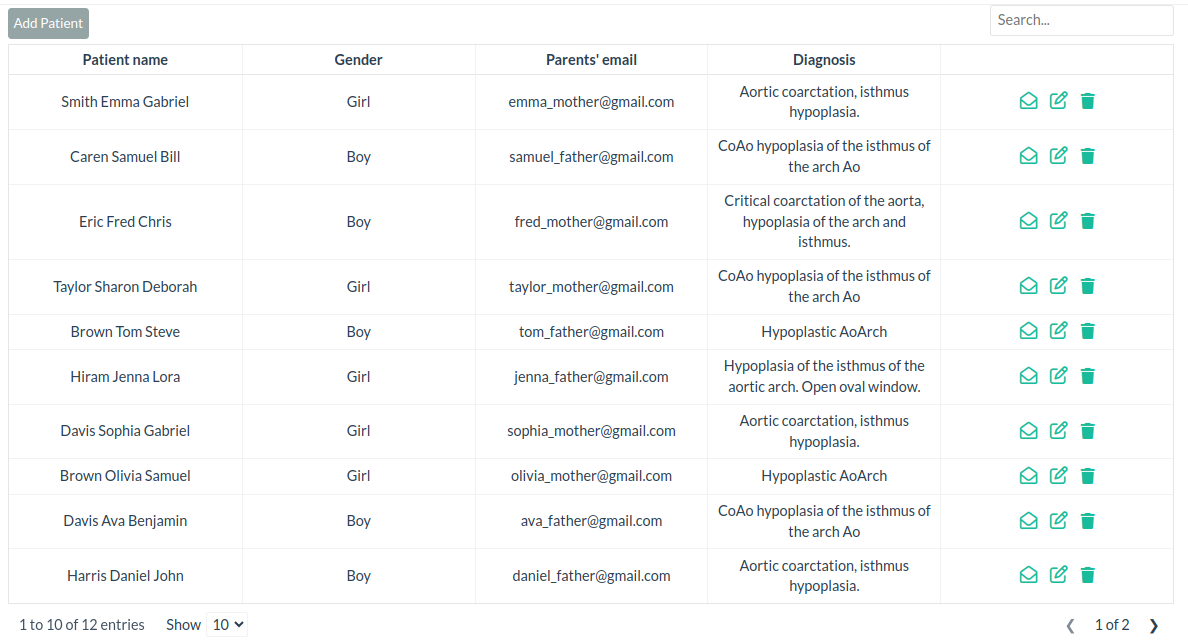 Add Patient
Search...
Patient name Gender Parents' email Diagnosis
Smith Emma Gabriel Girl emma_mother@gmail.com Aortic coarctation, isthmus
hypoplasia.
Caren Samuel Bill Boy samuel_father@gmail.com CoAo hypoplasia of the isthmus of
the arch Ao
Eric Fred Chris Boy fred_mother@gmail.com Critical coarctation of the aorta,
hypoplasia of the arch and
isthmus.
Taylor Sharon Deborah Girl taylor_mother@gmail.com CoAo hypoplasia of the isthmus of
the arch Ao
Brown Tom Steve Boy tom_father@gmail.com Hypoplastic AoArch
Hiram Jenna Lora Girl jenna_father@gmail.com Hypoplasia of the isthmus of the
aortic arch. Open oval window.
Davis Sophia Gabriel Girl sophia_mother@gmail.com Aortic coarctation, isthmus
hypoplasia.
Brown Olivia Samuel Girl olivia_mother@gmail.com Hypoplastic AoArch
Davis Ava Benjamin Boy ava_father@gmail.com CoAo hypoplasia of the isthmus of
the arch Ao
Harris Daniel John Boy daniel_father@gmail.com Aortic coarctation, isthmus
hypoplasia.
1 to 10 of 12 entries Show 10 1 of 2